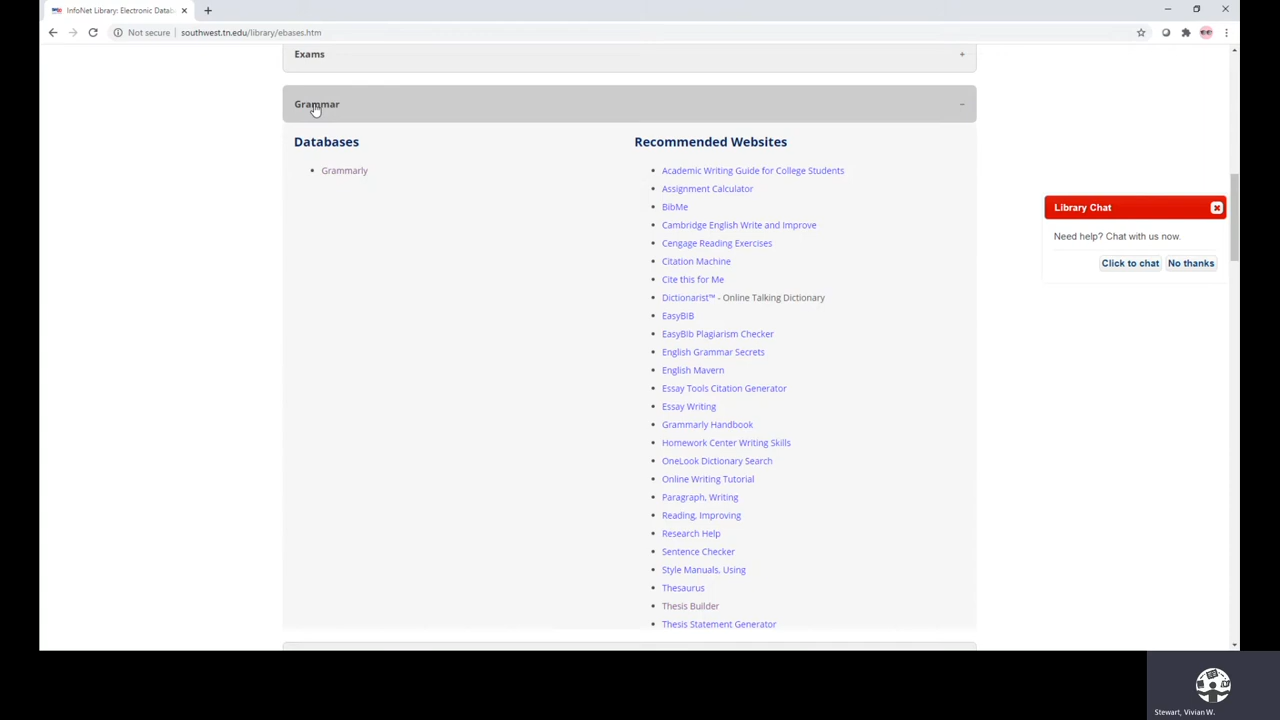 InfoNet Library: Electronic Datab
Not secure
southwest.tn.edu/library/ebases.htm
Exams
+
Grammar
−
Databases
• Grammarly
Recommended Websites
• Academic Writing Guide for College Students
• Assignment Calculator
• BibMe
• Cambridge English Write and Improve
• Cengage Reading Exercises
• Citation Machine
• Cite this for Me
• Dictionarist™ - Online Talking Dictionary
• EasyBIB
• EasyBib Plagiarism Checker
• English Grammar Secrets
• English Mavern
• Essay Tools Citation Generator
• Essay Writing
• Grammarly Handbook
• Homework Center Writing Skills
• OneLook Dictionary Search
• Online Writing Tutorial
• Paragraph, Writing
• Reading, Improving
• Research Help
• Sentence Checker
• Style Manuals, Using
• Thesaurus
• Thesis Builder
• Thesis Statement Generator
Library Chat
Need help? Chat with us now.
Click to chat
No thanks
Stewart, Vivian W.